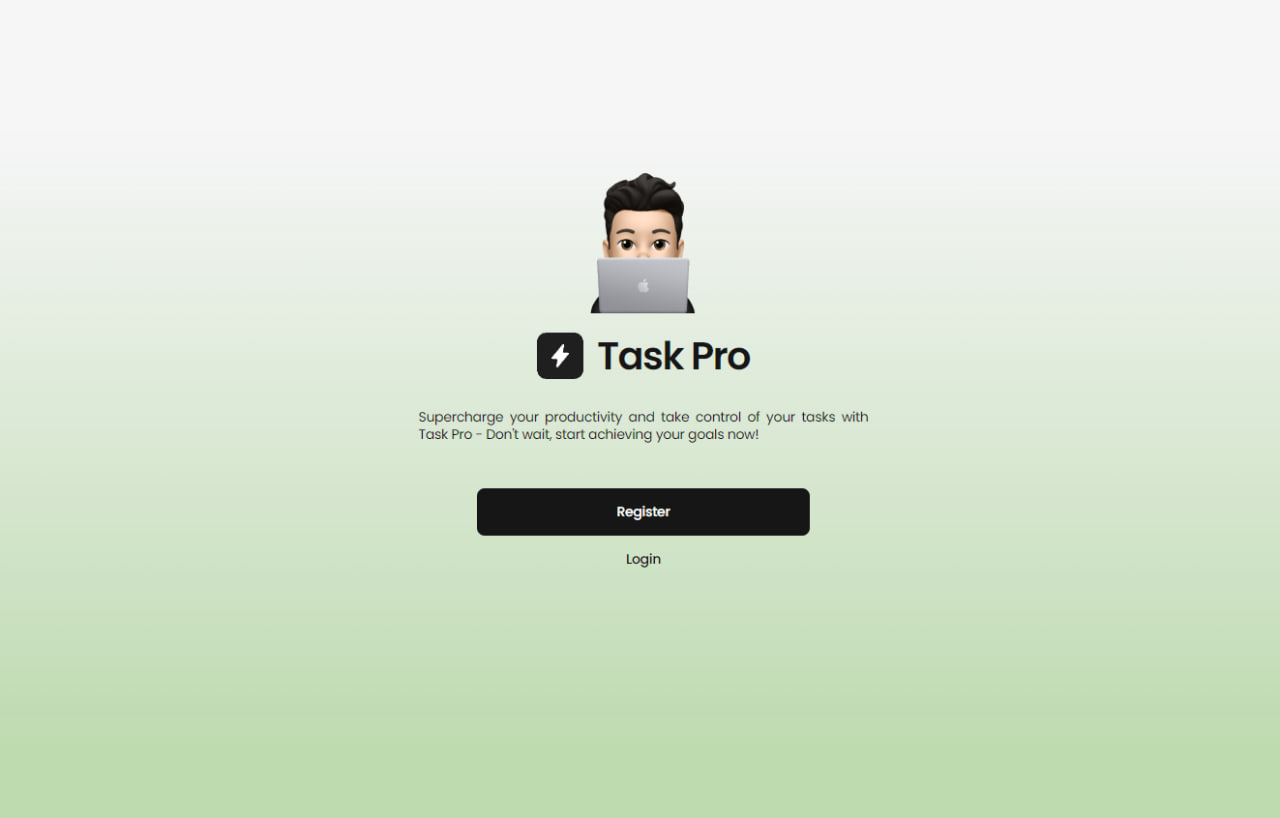 Task Pro
Supercharge your productivity and take control of your tasks with
Task Pro - Don't wait, start achieving your goals now!
Register
Login